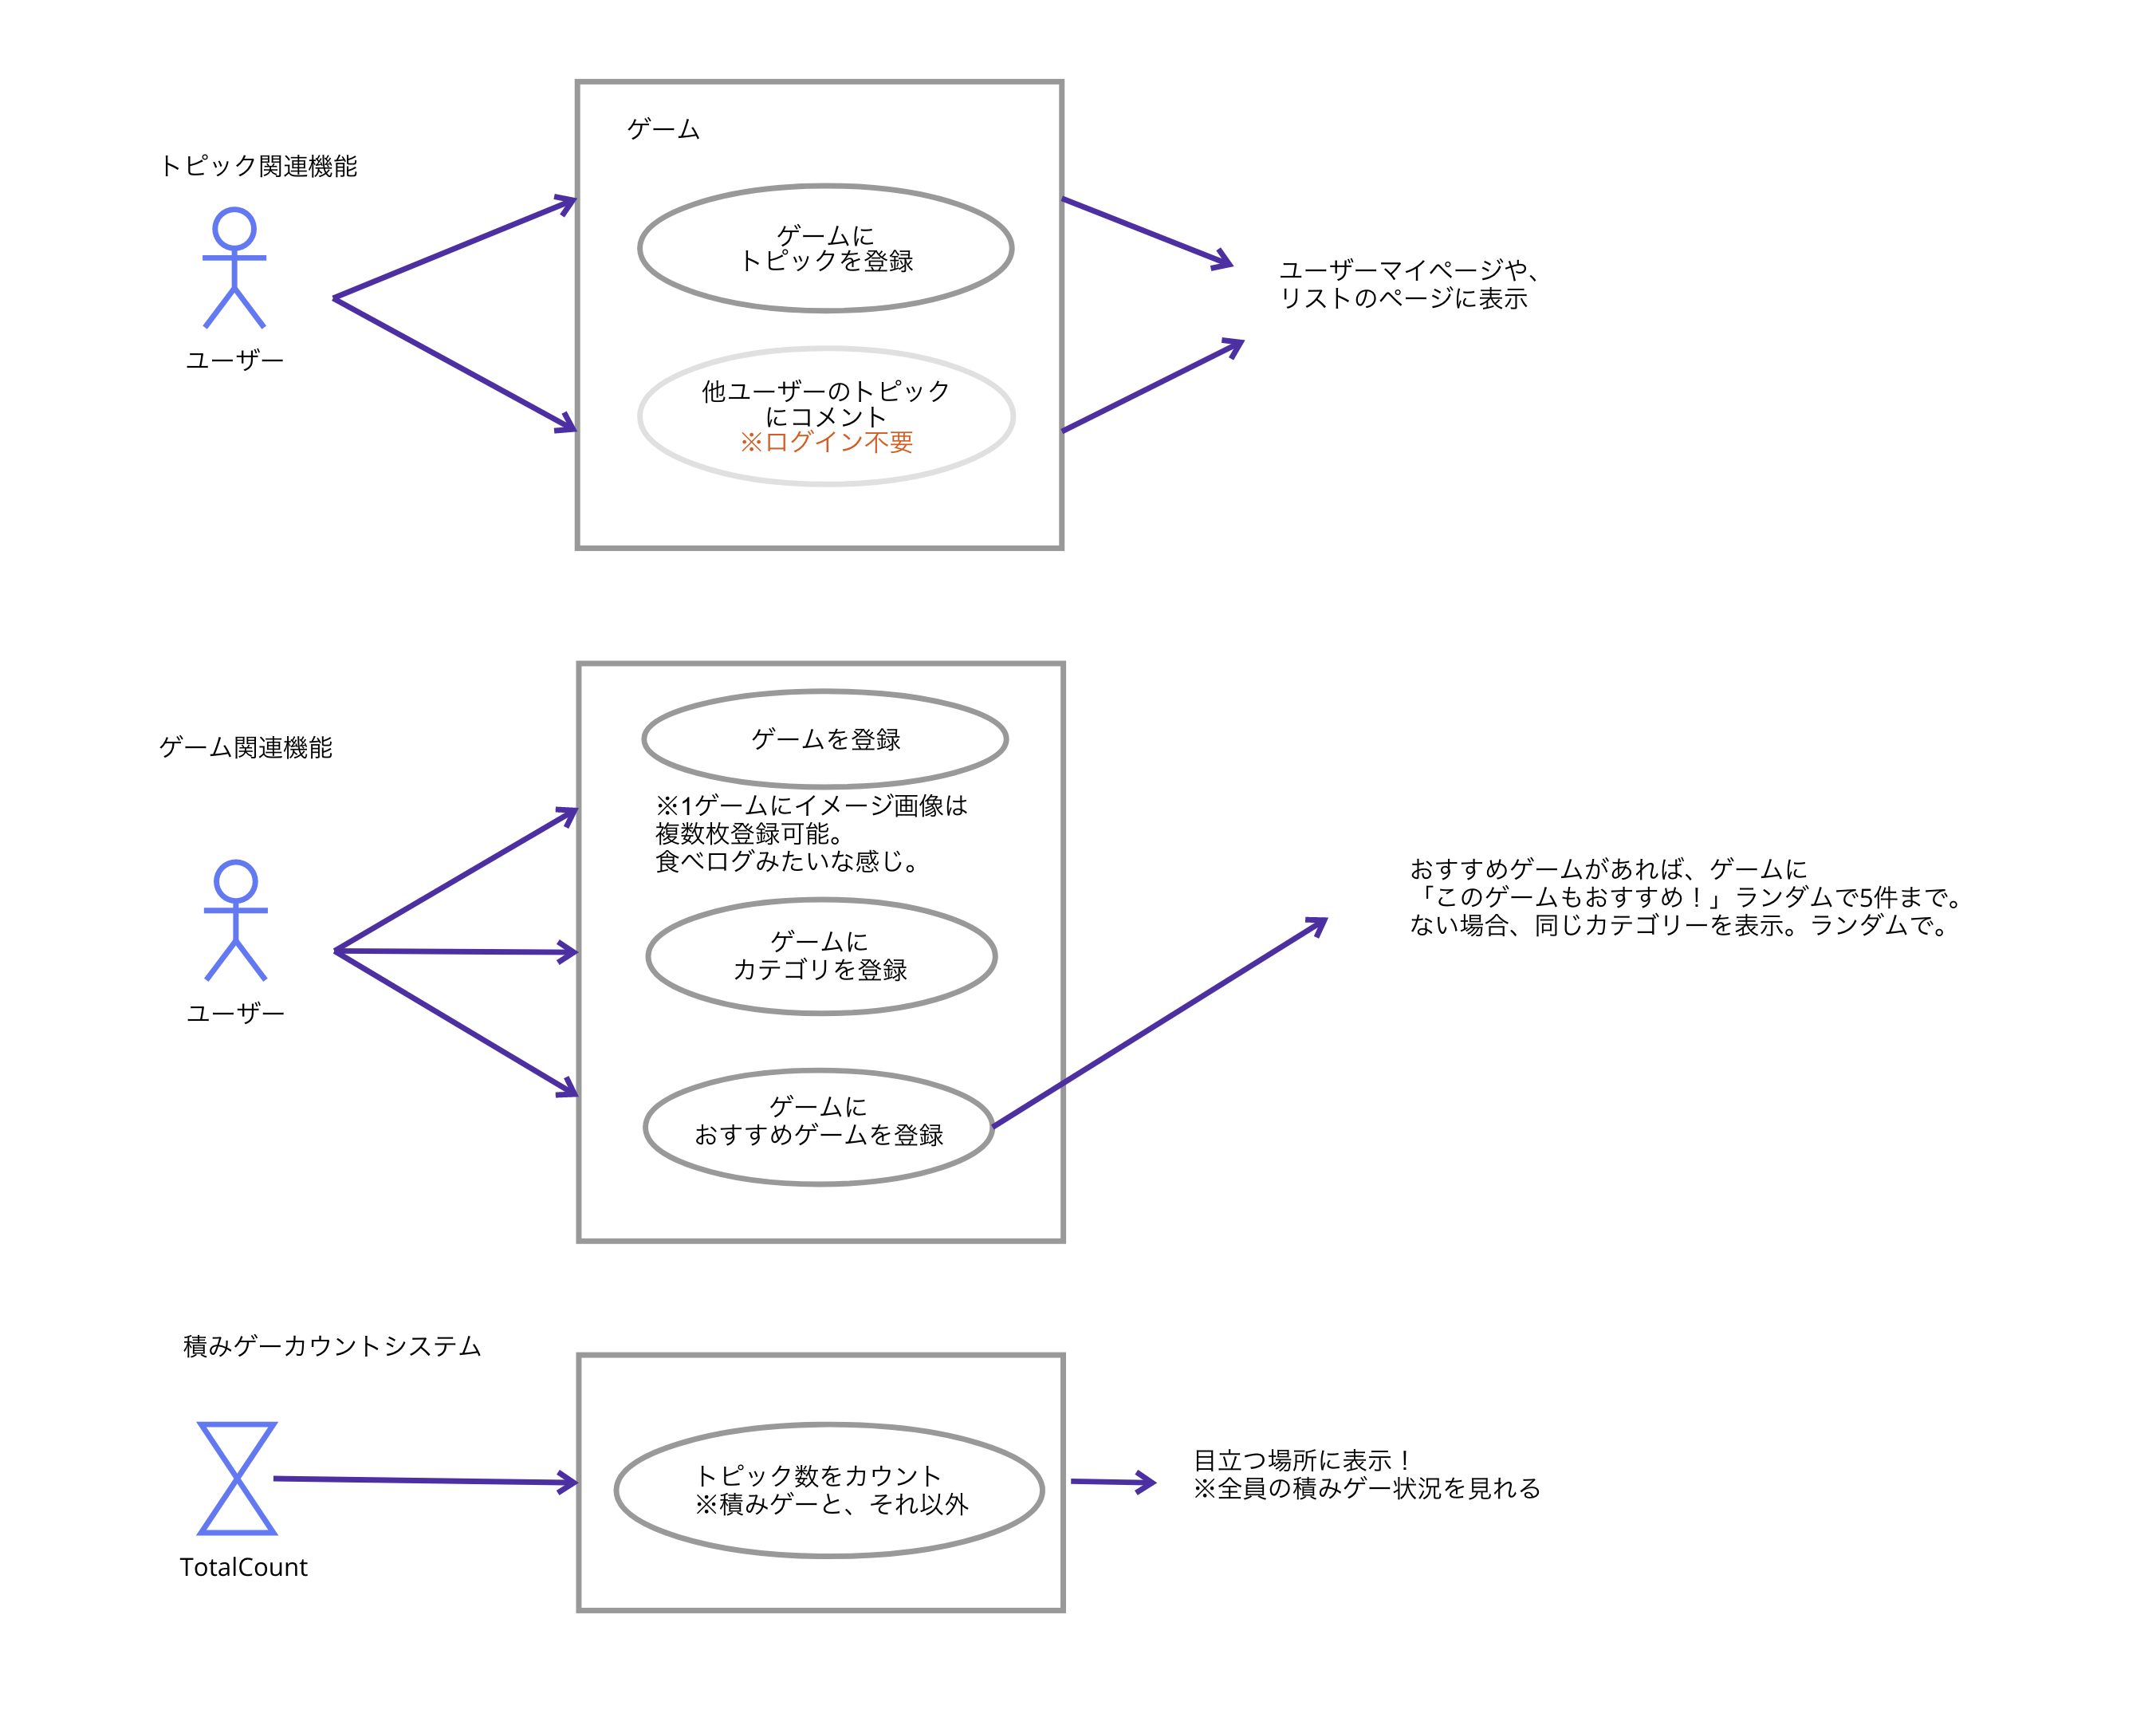 トピック関連機能
ユーザー
ゲーム
ゲームに
トピックを登録
他ユーザーのトピック
にコメント
※ログイン不要
ユーザーマイページや、
リストのページに表示
ゲーム関連機能
ユーザー
ゲームを登録
※1ゲームにイメージ画像は
複数枚登録可能。
食べログみたいな感じ。
ゲームに
カテゴリを登録
ゲームに
おすすめゲームを登録
おすすめゲームがあれば、ゲームに
「このゲームもおすすめ！」ランダムで5件まで。
ない場合、同じカテゴリーを表示。ランダムで。
積みゲーカウントシステム
TotalCount
トピック数をカウント
※積みゲーと、それ以外
目立つ場所に表示！
※全員の積みゲー状況を見れる